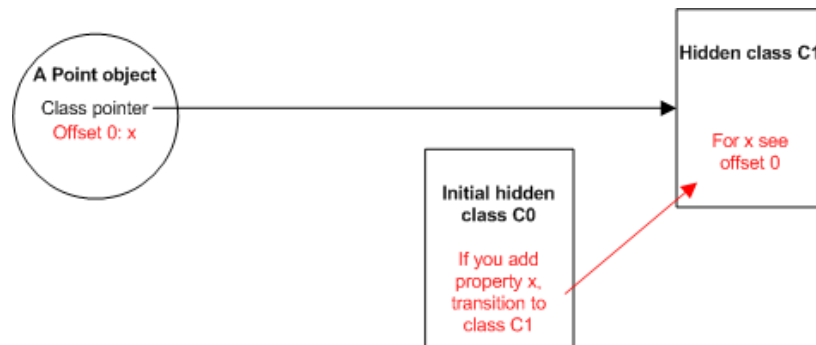 A Point object
Class pointer
Offset 0: x
Hidden class C1
For x see
offset 0
Initial hidden
class C0
If you add
property x,
transition to
class C1